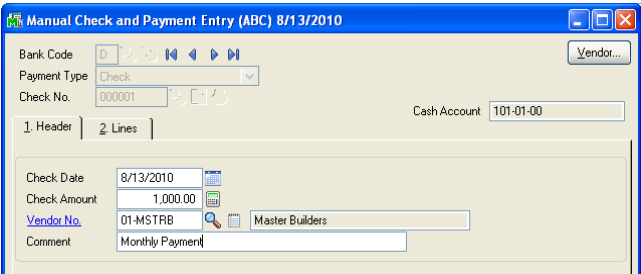 Manual Check and Payment Entry (ABC) 8/13/2010
Bank Code D Vendor...
Payment Type Check
Check No. 000001
Cash Account 101-01-00
1. Header 2. Lines
Check Date 8/13/2010
Check Amount 1,000.00
Vendor No. 01-MSTRB Master Builders
Comment Monthly Payment